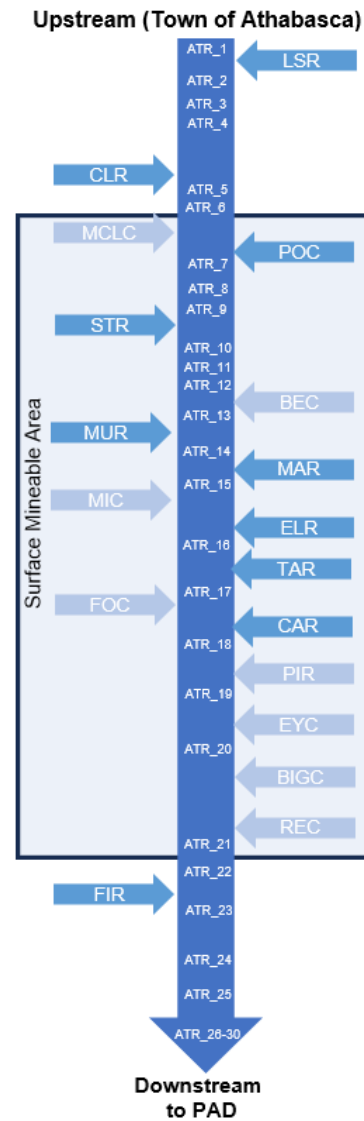 Upstream (Town of Athabasca)
ATR_1
LSR
ATR_2
ATR_3
ATR_4
CLR
ATR_5
ATR_6
MCLC
POC
ATR_7
ATR_8
ATR_9
STR
ATR_10
ATR_11
ATR_12
BEC
ATR_13
MUR
ATR_14
MAR
ATR_15
MIC
ELR
ATR_16
TAR
ATR_17
FOC
CAR
ATR_18
PIR
ATR_19
EYC
ATR_20
BIGC
REC
ATR_21
Surface Mineable Area
ATR_22
FIR
ATR_23
ATR_24
ATR_25
ATR_26-30
Downstream
to PAD